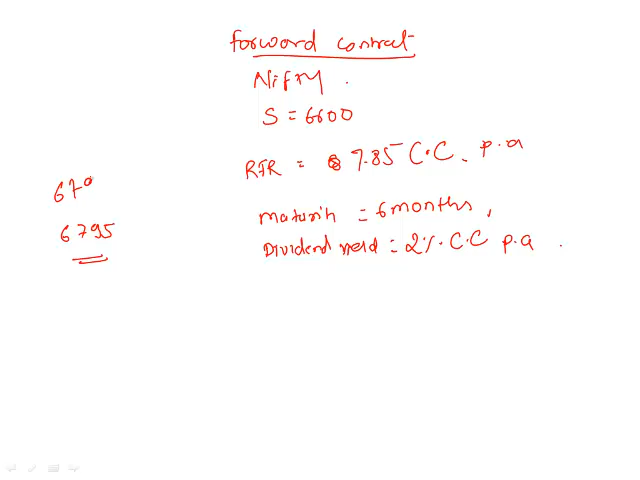 forward contract
Nifty.
S = 6600
RFR = 7.85 C.C. p.a
maturity = 6 months,
Dividend yield = 2%. C.C p.a.
670
6795